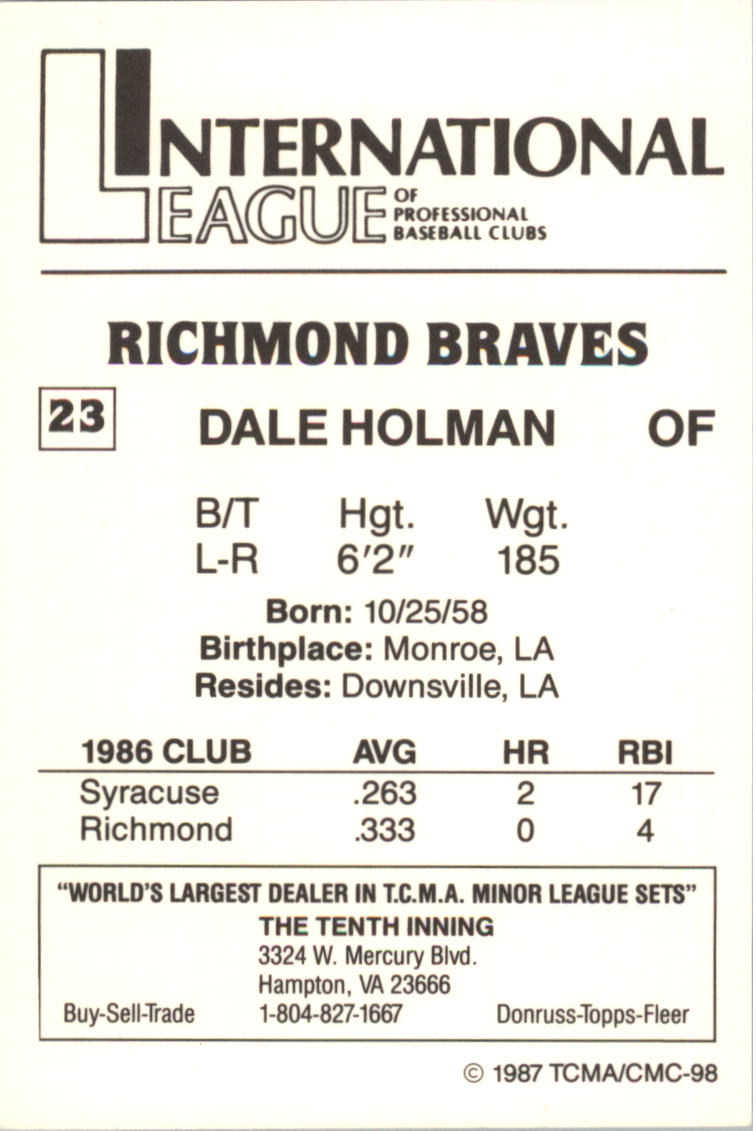 INTERNATIONAL
LEAGUE OF
PROFESSIONAL
BASEBALL CLUBS
RICHMOND BRAVES
23 DALE HOLMAN OF
B/T Hgt. Wgt.
L-R 6'2" 185
Born: 10/25/58
Birthplace: Monroe, LA
Resides: Downsville, LA
1986 CLUB AVG HR RBI
Syracuse .263 2 17
Richmond .333 0 4
"WORLD'S LARGEST DEALER IN T.C.M.A. MINOR LEAGUE SETS"
THE TENTH INNING
3324 W. Mercury Blvd.
Hampton, VA 23666
Buy-Sell-Trade 1-804-827-1667 Donruss-Topps-Fleer
© 1987 TCMA/CMC-98